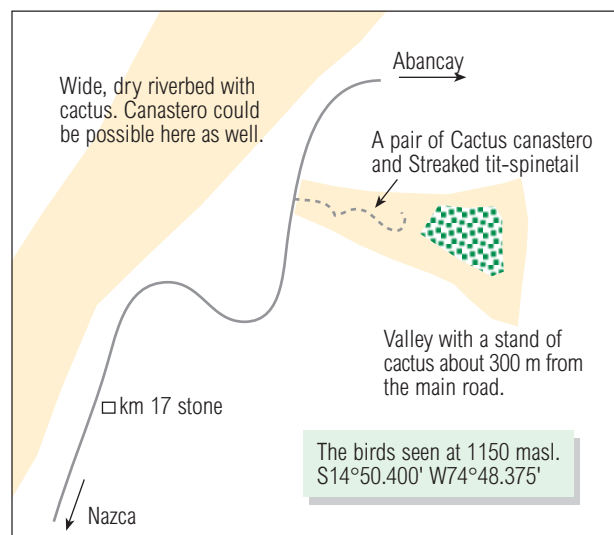 Abancay
Wide, dry riverbed with
cactus. Canastero could
be possible here as well.
A pair of Cactus canastero
and Streaked tit-spinetail
Valley with a stand of
cactus about 300 m from
the main road.
km 17 stone
The birds seen at 1150 masl.
S14°50.400' W74°48.375'
Nazca